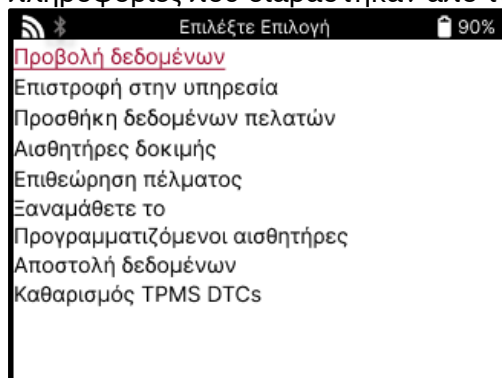 Επιλέξτε Επιλογή 90%
Προβολή δεδομένων
Επιστροφή στην υπηρεσία
Προσθήκη δεδομένων πελατών
Αισθητήρες δοκιμής
Επιθεώρηση πέλματος
Ξαναμάθετε το
Προγραμματιζόμενοι αισθητήρες
Αποστολή δεδομένων
Καθαρισμός TPMS DTCs